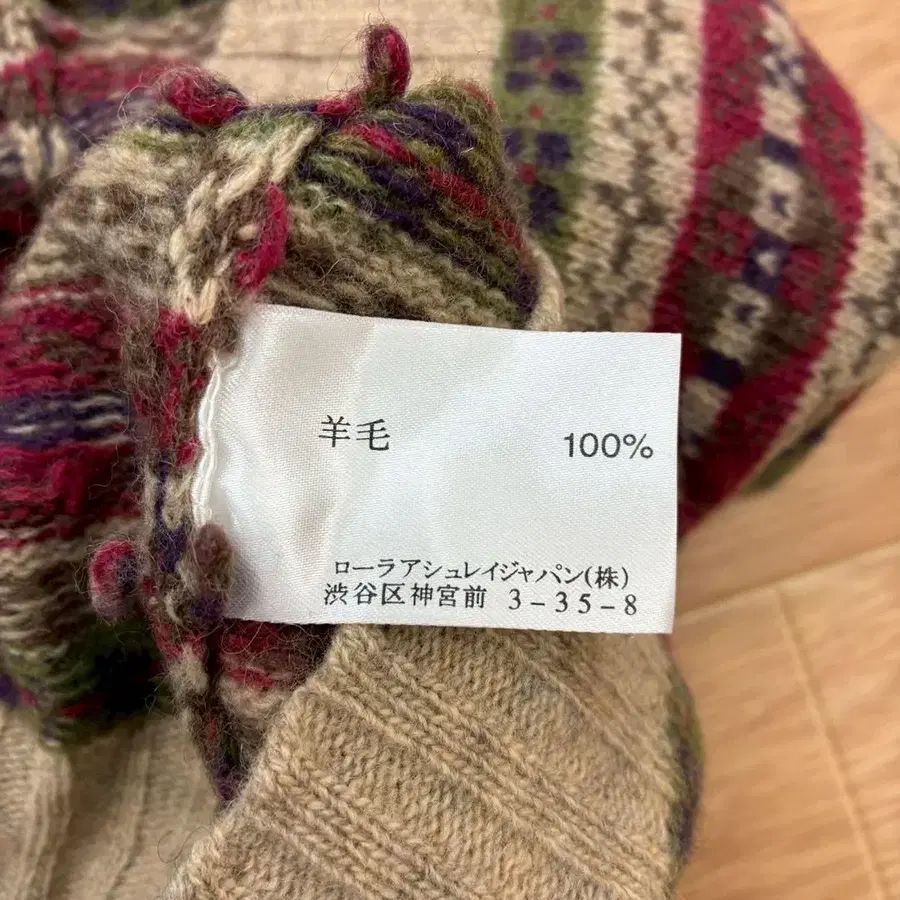 羊毛 100%
ローラアシュレイジャパン(株)
渋谷区神宮前 3-35-8